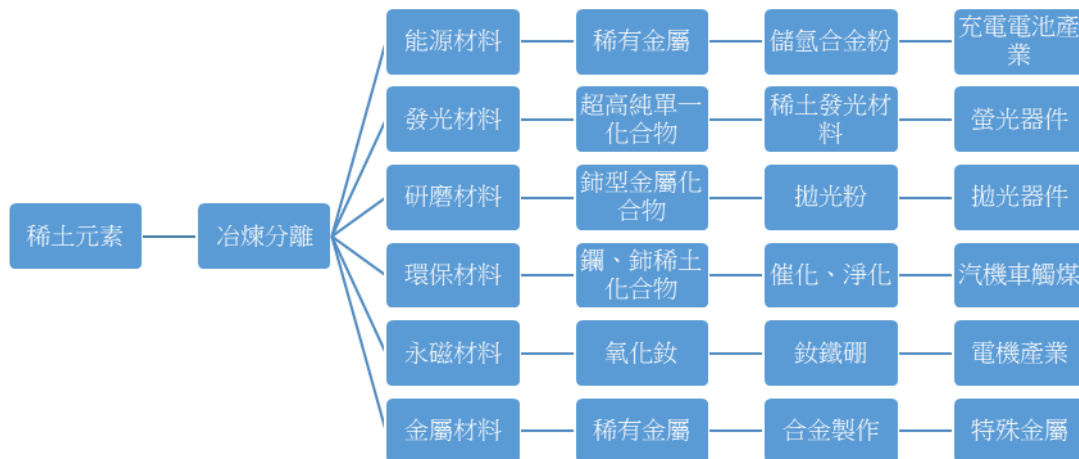 能源材料
稀有金屬
儲氫合金粉
充電電池產
業
發光材料
超高純單一
化合物
稀土發光材
料
螢光器件
研磨材料
鈰型金屬化
合物
拋光粉
拋光器件
稀土元素
冶煉分離
環保材料
鑭、鈰稀土
化合物
催化、淨化
汽機車觸煤
永磁材料
氧化釹
釹鐵硼
電機產業
金屬材料
稀有金屬
合金製作
特殊金屬